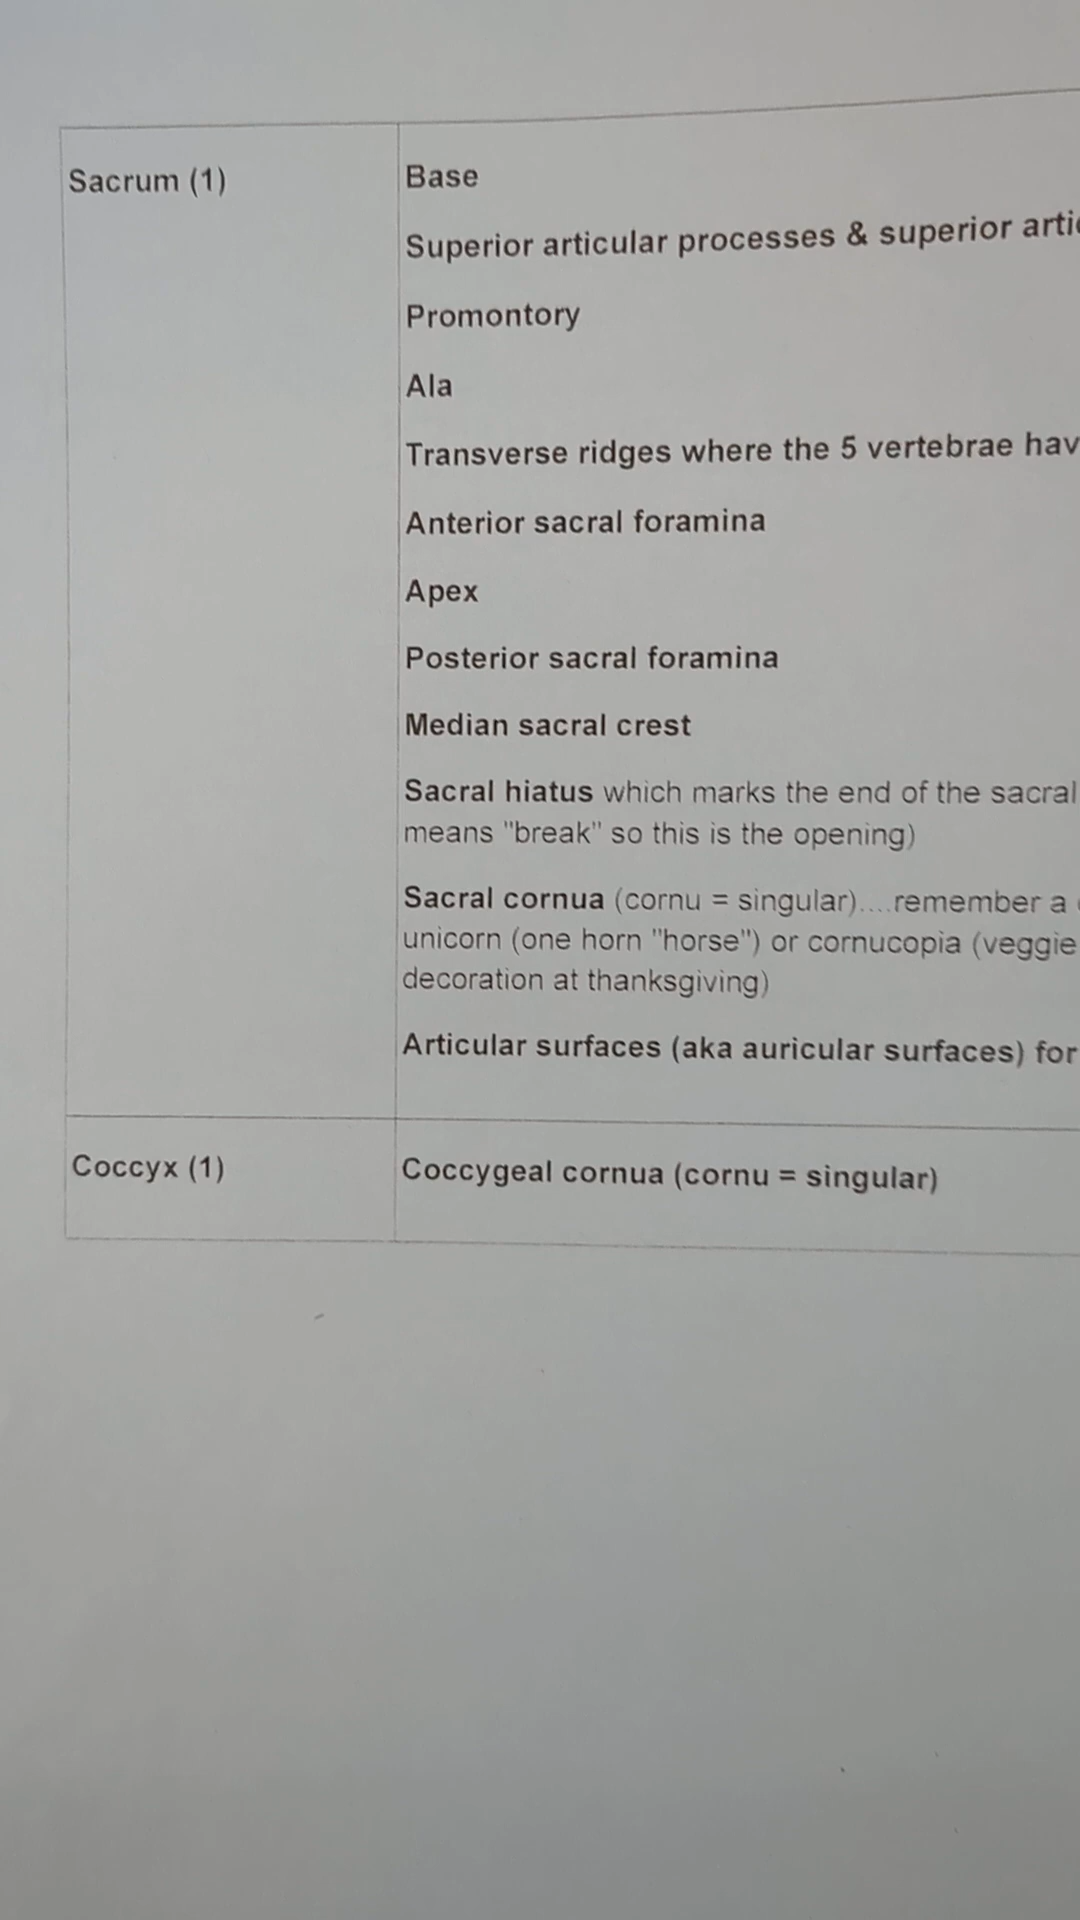 Sacrum (1)
Base
Superior articular processes & superior
Promontory
Ala
Transverse ridges where the 5 vertebrae
Anterior sacral foramina
Apex
Posterior sacral foramina
Median sacral crest
Sacral hiatus which marks the end of the sacral
means "break" so this is the opening)
Sacral cornua (cornu = singular)....remember a
unicorn (one horn "horse") or cornucopia (veggie
decoration at thanksgiving)
Articular surfaces (aka auricular surfaces) for
Coccyx (1)
Coccygeal cornua (cornu = singular)